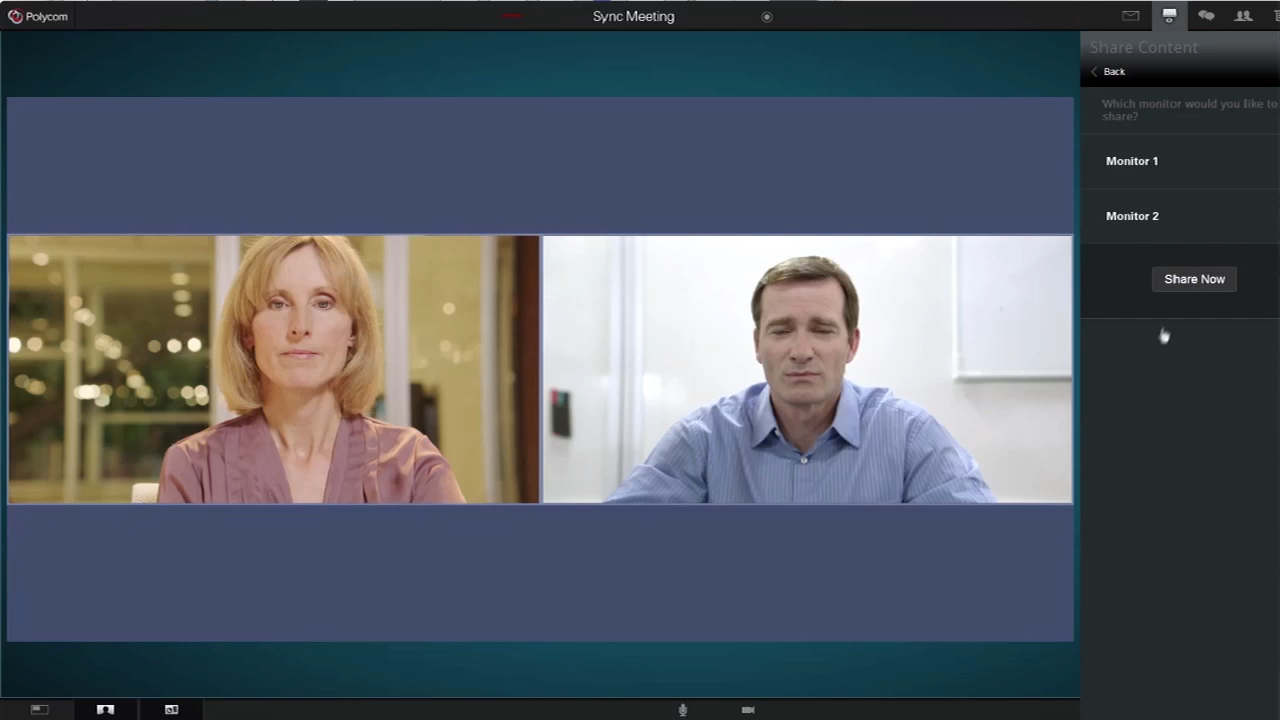 Polycom
Sync Meeting
Share Content
Back
Which monitor would you like to
share?
Monitor 1
Monitor 2
Share Now